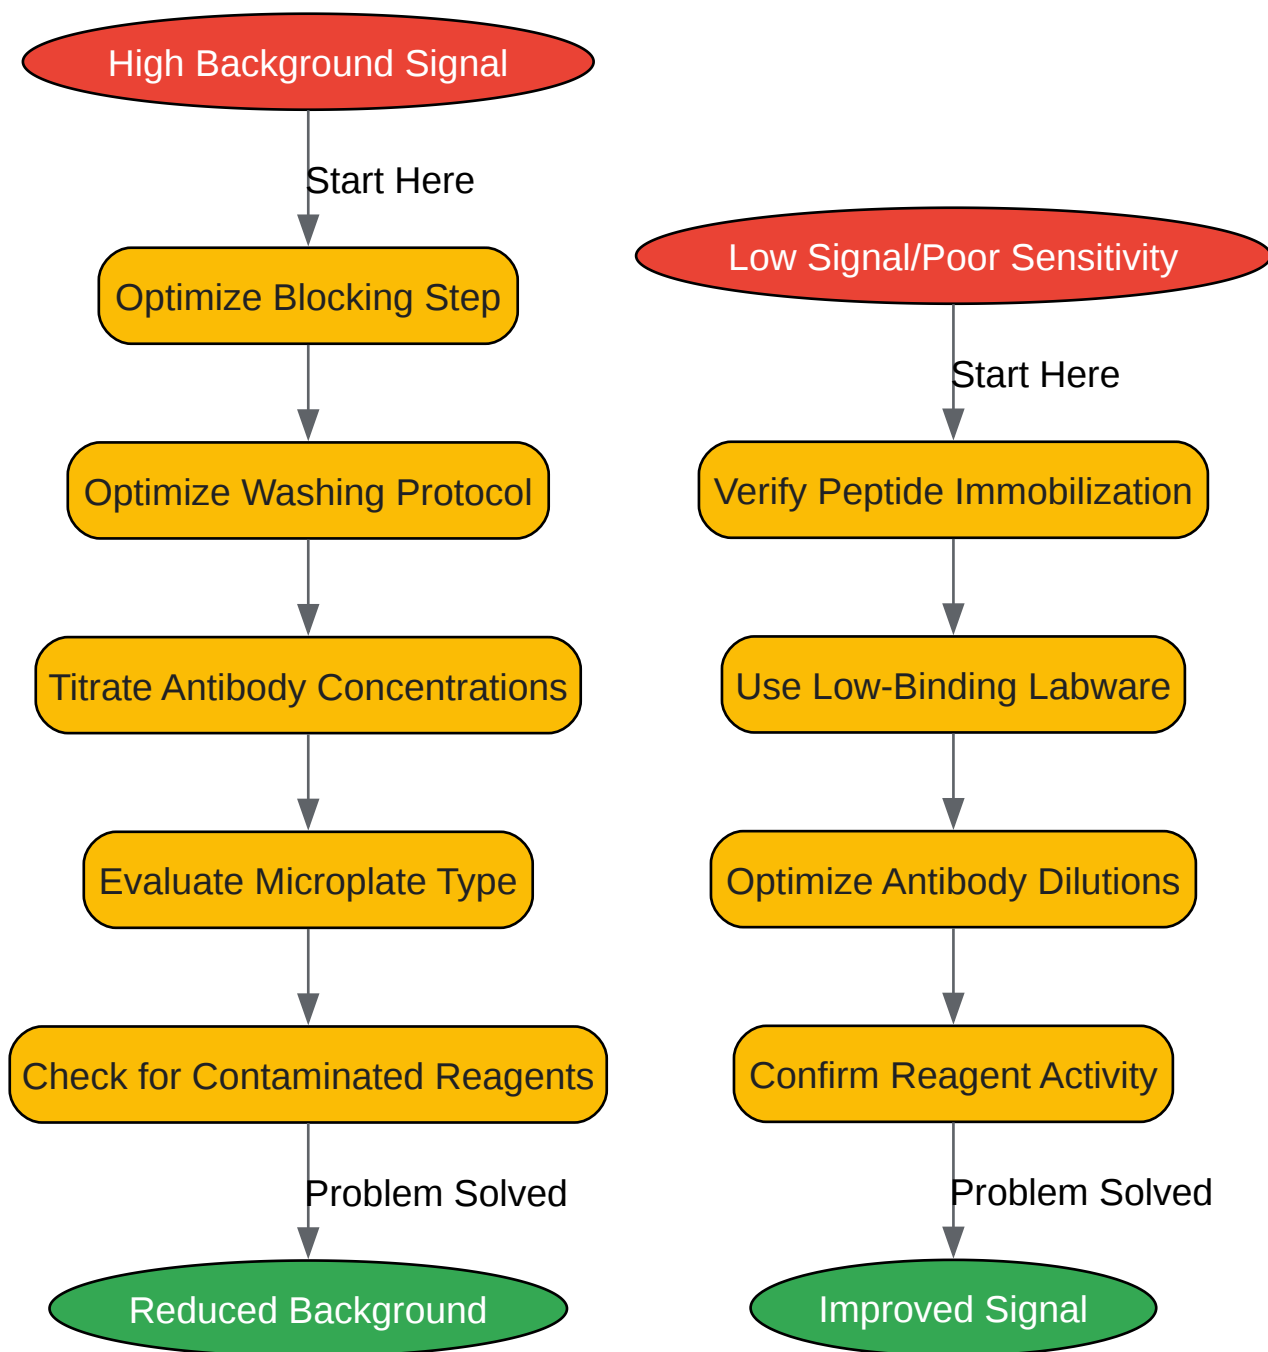 High Background Signal
Start Here
Optimize Blocking Step
Optimize Washing Protocol
Titrate Antibody Concentrations
Evaluate Microplate Type
Check for Contaminated Reagents
Problem Solved
Reduced Background
Low Signal/Poor Sensitivity
Start Here
Verify Peptide Immobilization
Use Low-Binding Labware
Optimize Antibody Dilutions
Confirm Reagent Activity
Problem Solved
Improved Signal